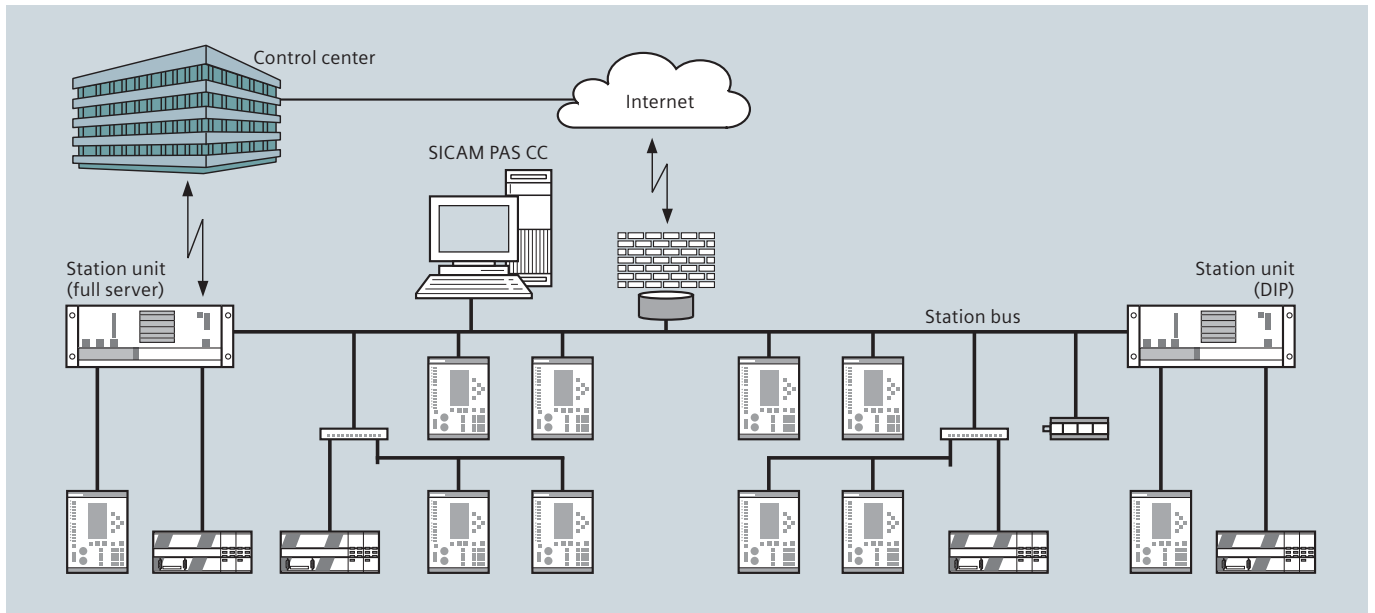 Control center
Internet
SICAM PAS CC
Station unit
(full server)
Station unit
(DIP)
Station bus